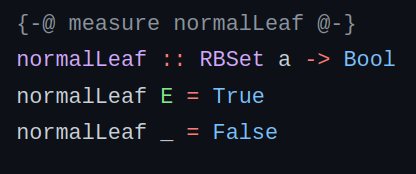 {-@ measure normalLeaf @-}
normalLeaf :: RBSet a -> Bool
normalLeaf E = True
normalLeaf _ = False